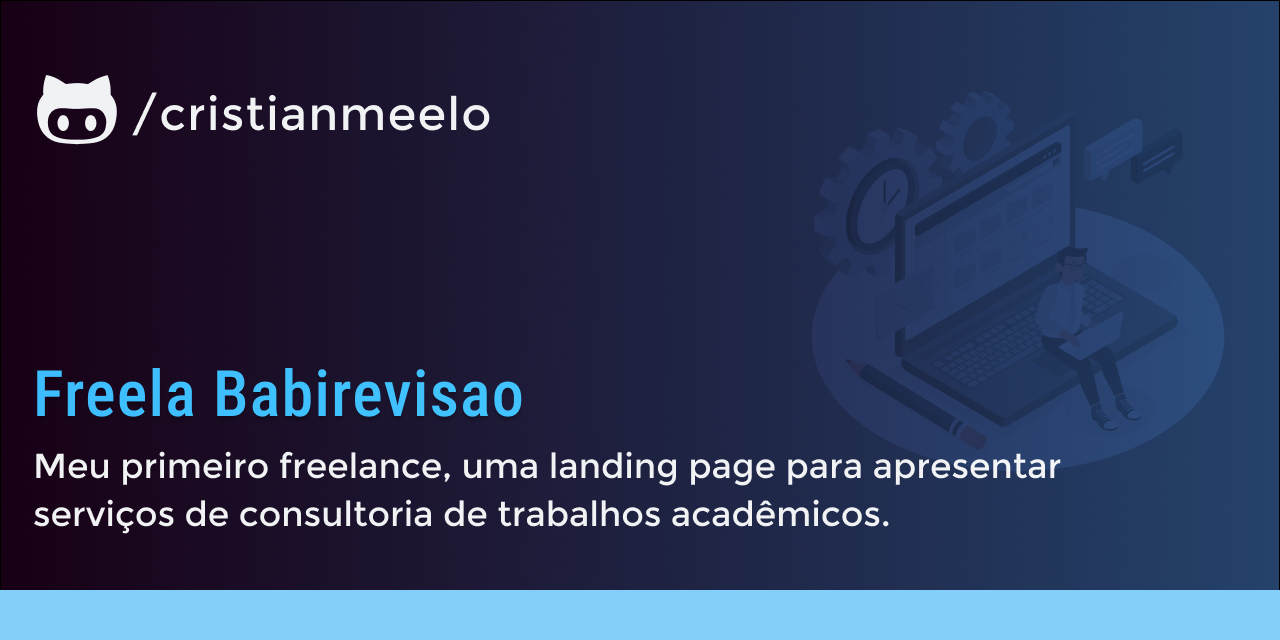 /cristianmeelo
Freela Babirevisao
Meu primeiro freelance, uma landing page para apresentar
serviços de consultoria de trabalhos acadêmicos.